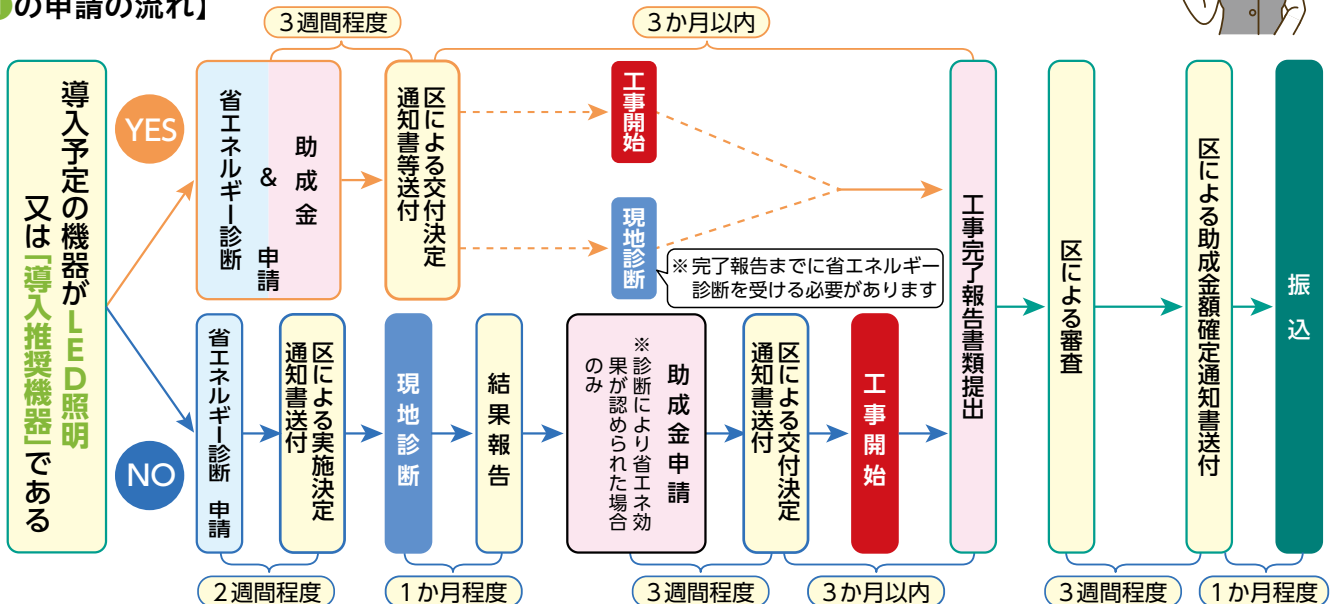 の申請の流れ】
導入予定の機器がLED照明
又は「導入推奨機器」である
YES
3週間程度
省エネルギー診断
&
助成金
申請
区による交付決定
通知書等送付
3か月以内
工事開始
現地診断
※完了報告までに省エネルギー
診断を受ける必要があります
NO
省エネルギー診断 申請
区による実施決定
通知書送付
2週間程度
現地診断
結果報告
1か月程度
助成金申請
※診断により省エネ効
果が認められた場合
のみ
区による交付決定
通知書送付
3週間程度
工事開始
3か月以内
工事完了報告書類提出
区による審査
区による助成金額確定通知書送付
3週間程度
振込
1か月程度